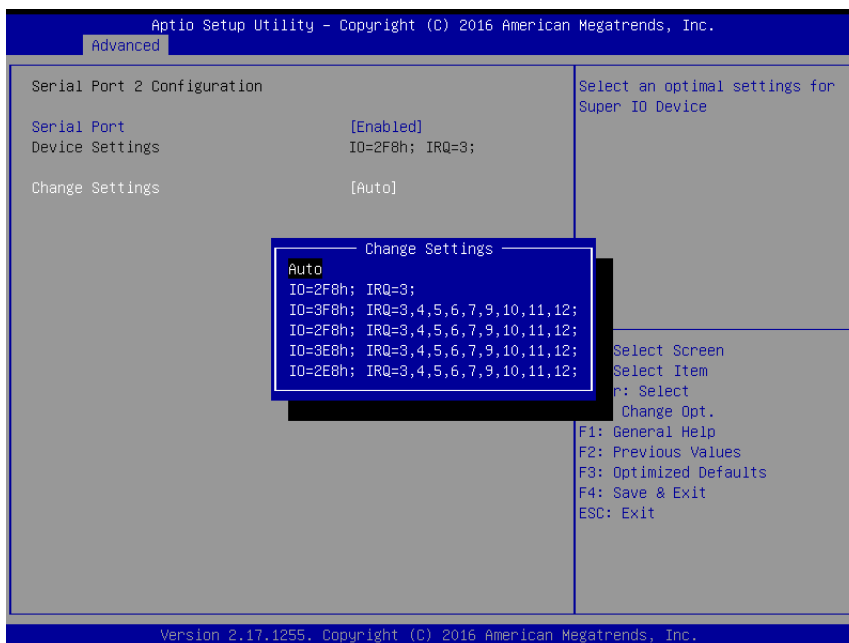 Aptio Setup Utility – Copyright (C) 2016 American Megatrends, Inc.
Advanced
Serial Port 2 Configuration
Serial Port [Enabled]
Device Settings IO=2F8h; IRQ=3;
Change Settings [Auto]
Select an optimal settings for
Super IO Device
Change Settings
Auto
IO=2F8h; IRQ=3;
IO=3F8h; IRQ=3,4,5,6,7,9,10,11,12;
IO=2F8h; IRQ=3,4,5,6,7,9,10,11,12;
IO=3E8h; IRQ=3,4,5,6,7,9,10,11,12;
IO=2E8h; IRQ=3,4,5,6,7,9,10,11,12;
Select Screen
Select Item
r: Select
Change Opt.
F1: General Help
F2: Previous Values
F3: Optimized Defaults
F4: Save & Exit
ESC: Exit
Version 2.17.1255. Copyright (C) 2016 American Megatrends, Inc.